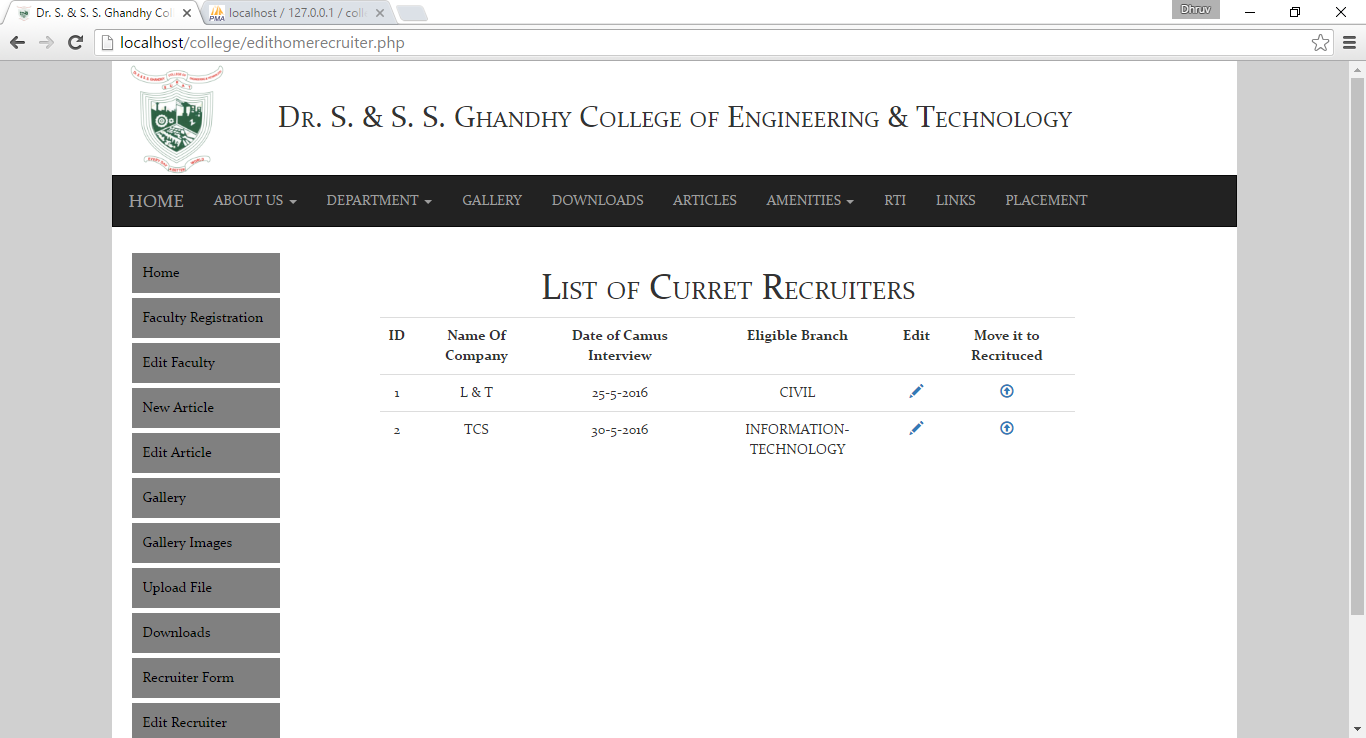 Dr. S. & S. S. Ghandhy Col
localhost / 127.0.0.1 / coll
Dhruv
localhost/college/edithomerecruiter.php
DR. S. & S. S. GHANDHY COLLEGE OF ENGINEERING & TECHNOLOGY
HOME ABOUT US DEPARTMENT GALLERY DOWNLOADS ARTICLES AMENITIES RTI LINKS PLACEMENT
Home
Faculty Registration
Edit Faculty
New Article
Edit Article
Gallery
Gallery Images
Upload File
Downloads
Recruiter Form
Edit Recruiter
LIST OF CURRET RECRUITERS
ID Name Of Company Date of Camus Interview Eligible Branch Edit Move it to Recrituced
1 L & T 25-5-2016 CIVIL
2 TCS 30-5-2016 INFORMATION-TECHNOLOGY